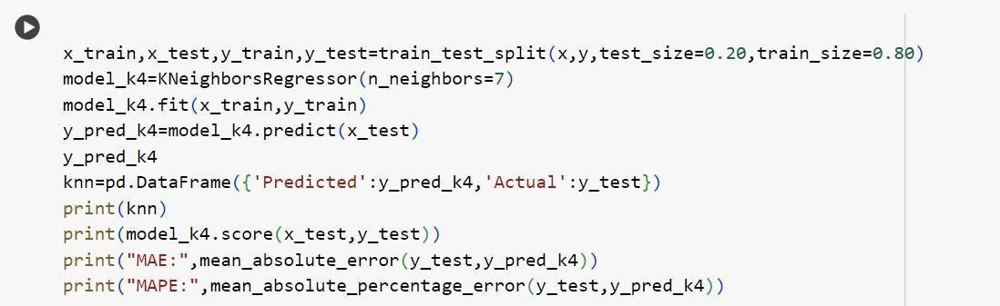 x_train,x_test,y_train,y_test=train_test_split(x,y,test_size=0.20,train_size=0.80)
model_k4=KNeighborsRegressor(n_neighbors=7)
model_k4.fit(x_train,y_train)
y_pred_k4=model_k4.predict(x_test)
y_pred_k4
knn=pd.DataFrame({'Predicted':y_pred_k4,'Actual':y_test})
print(knn)
print(model_k4.score(x_test,y_test))
print("MAE:",mean_absolute_error(y_test,y_pred_k4))
print("MAPE:",mean_absolute_percentage_error(y_test,y_pred_k4))